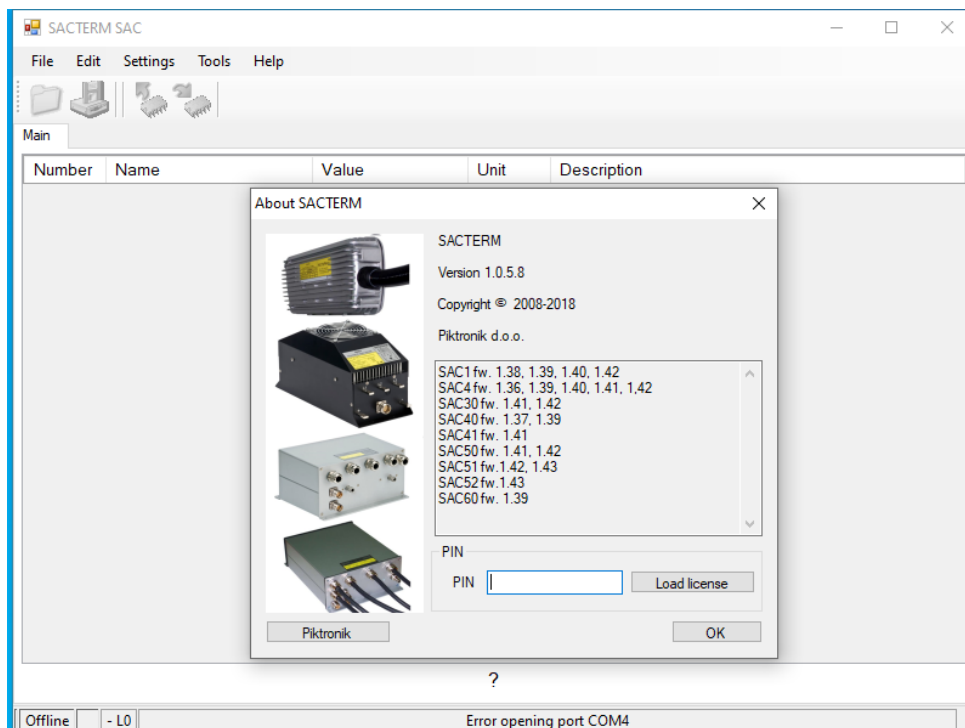 SACTERM SAC
File Edit Settings Tools Help
Main
Number Name Value Unit Description
About SACTERM
SACTERM
Version 1.0.5.8
Copyright © 2008-2018
Piktronik d.o.o.
SAC1 fw. 1.38, 1.39, 1.40, 1.42
SAC4 fw. 1.36, 1.39, 1.40, 1.41, 1,42
SAC30 fw. 1.41, 1.42
SAC40 fw. 1.37, 1.39
SAC41 fw. 1.41
SAC50 fw. 1.41, 1.42
SAC51 fw.1.42, 1.43
SAC52 fw.1.43
SAC60 fw. 1.39
PIN
PIN Load license
Piktronik OK
?
Offline - L0 Error opening port COM4